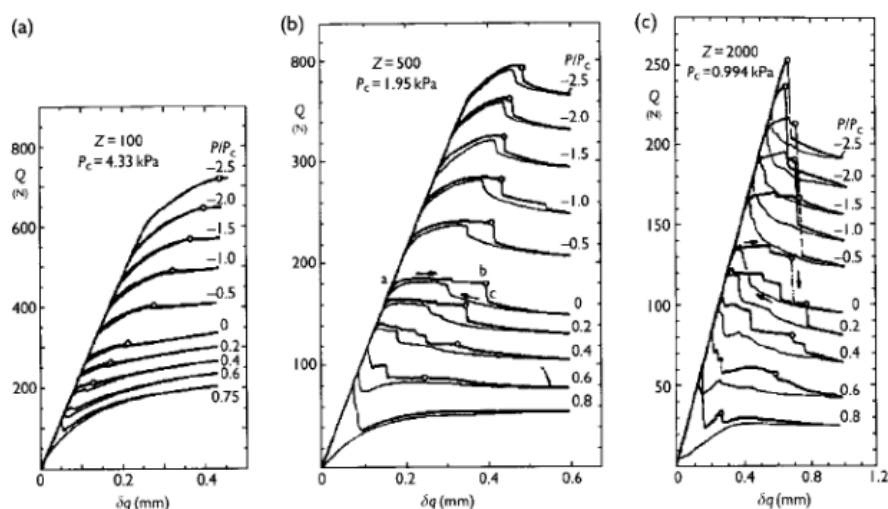 (a)
Z = 100
P_c = 4.33 kPa
P/P_c
Q
(N)
800
600
400
200
0
−2.5
−2.0
−1.5
−1.0
−0.5
0
0.2
0.4
0.6
0.75
0
0.2
0.4
δq (mm)
(b)
Z = 500
P_c = 1.95 kPa
P/P_c
Q
(N)
800
300
200
100
−2.5
−2.0
−1.5
−1.0
−0.5
0
0.2
0.4
0.6
0.8
a
b
c
0
0.2
0.4
0.6
δq (mm)
(c)
Z = 2000
P_c = 0.994 kPa
P/P_c
Q
(N)
250
200
150
100
50
0
−2.5
−2.0
−1.5
−1.0
−0.5
0
0.2
0.4
0.6
0.8
0
0.4
0.8
1.2
δq (mm)